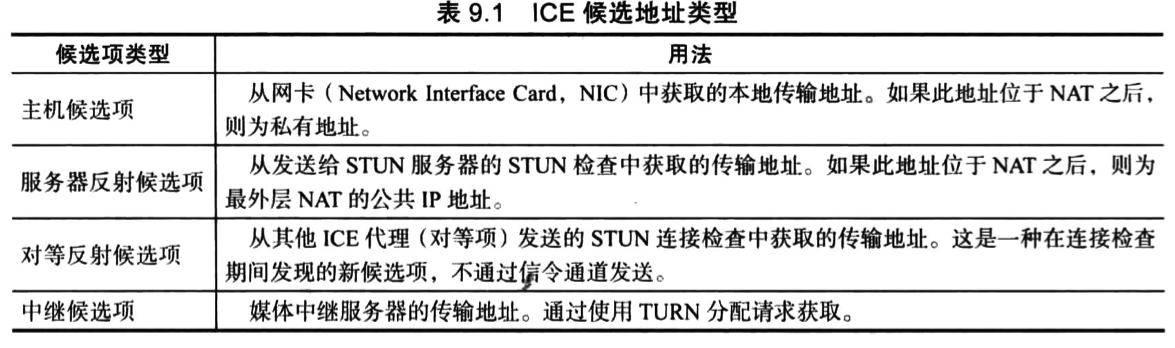 表 9.1 ICE 候选地址类型
候选项类型 用法
主机候选项
从网卡（Network Interface Card，NIC）中获取的本地传输地址。如果此地址位于 NAT 之后，
则为私有地址。
服务器反射候选项
从发送给 STUN 服务器的 STUN 检查中获取的传输地址。如果此地址位于 NAT 之后，则为
最外层 NAT 的公共 IP 地址。
对等反射候选项
从其他 ICE 代理（对等项）发送的 STUN 连接检查中获取的传输地址。这是一种在连接检查
期间发现的新候选项，不通过信令通道发送。
中继候选项
媒体中继服务器的传输地址。通过使用 TURN 分配请求获取。